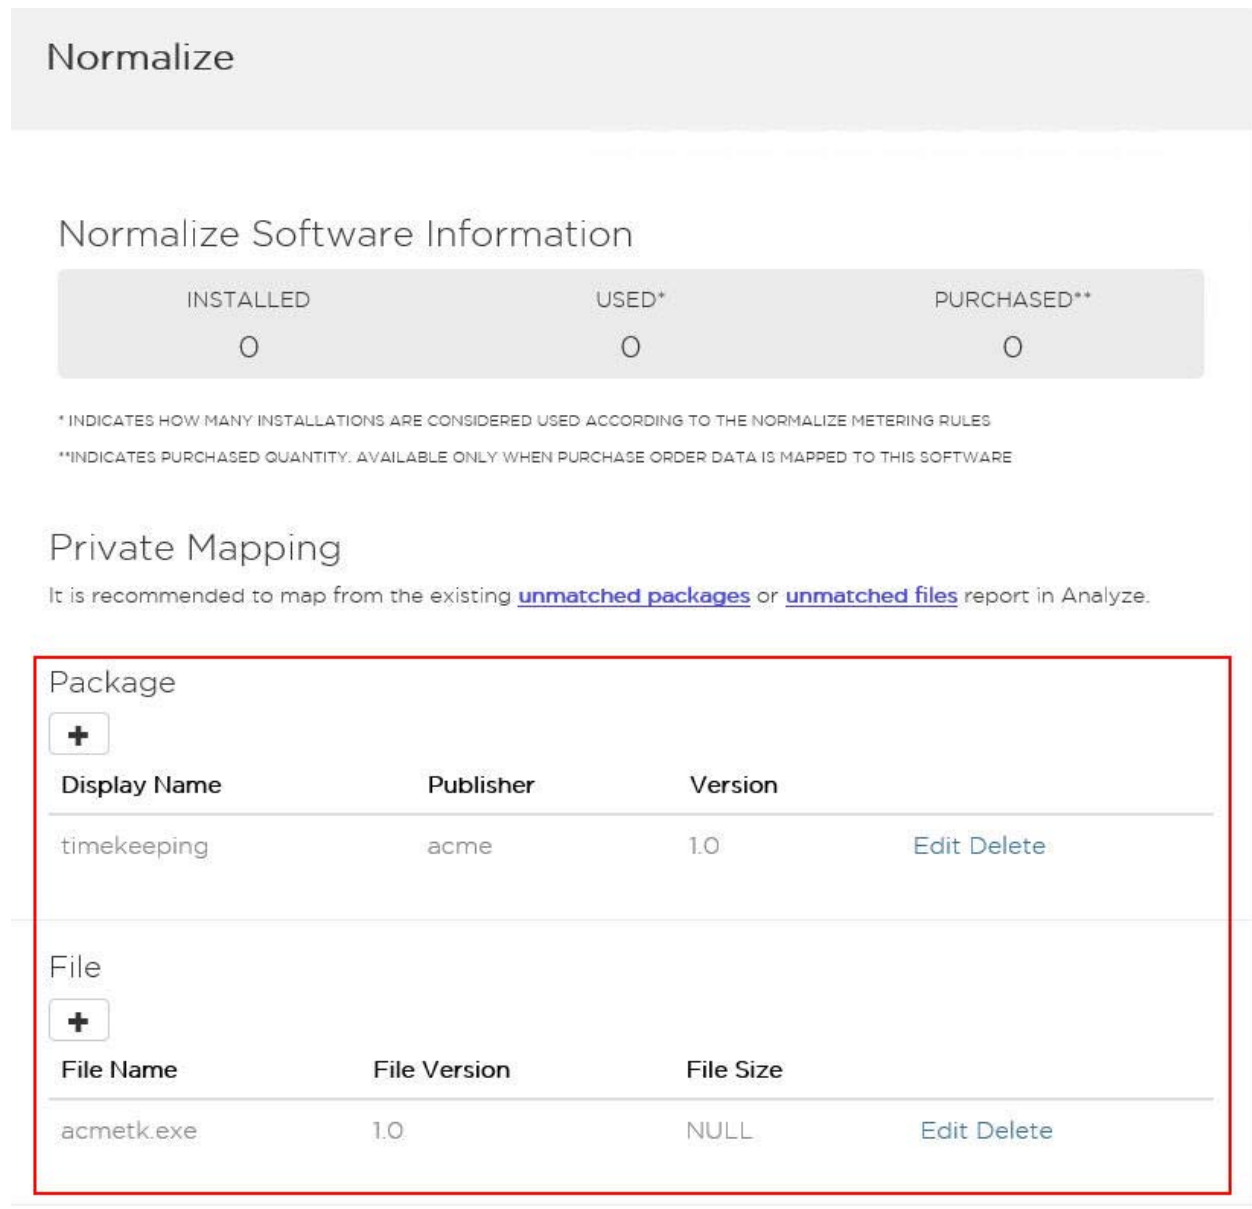 Normalize
Normalize Software Information
INSTALLED USED* PURCHASED**
0 0 0
* INDICATES HOW MANY INSTALLATIONS ARE CONSIDERED USED ACCORDING TO THE NORMALIZE METERING RULES
**INDICATES PURCHASED QUANTITY. AVAILABLE ONLY WHEN PURCHASE ORDER DATA IS MAPPED TO THIS SOFTWARE
Private Mapping
It is recommended to map from the existing unmatched packages or unmatched files report in Analyze.
Package
+
Display Name Publisher Version
timekeeping acme 1.0 Edit Delete
File
+
File Name File Version File Size
acmetk.exe 1.0 NULL Edit Delete